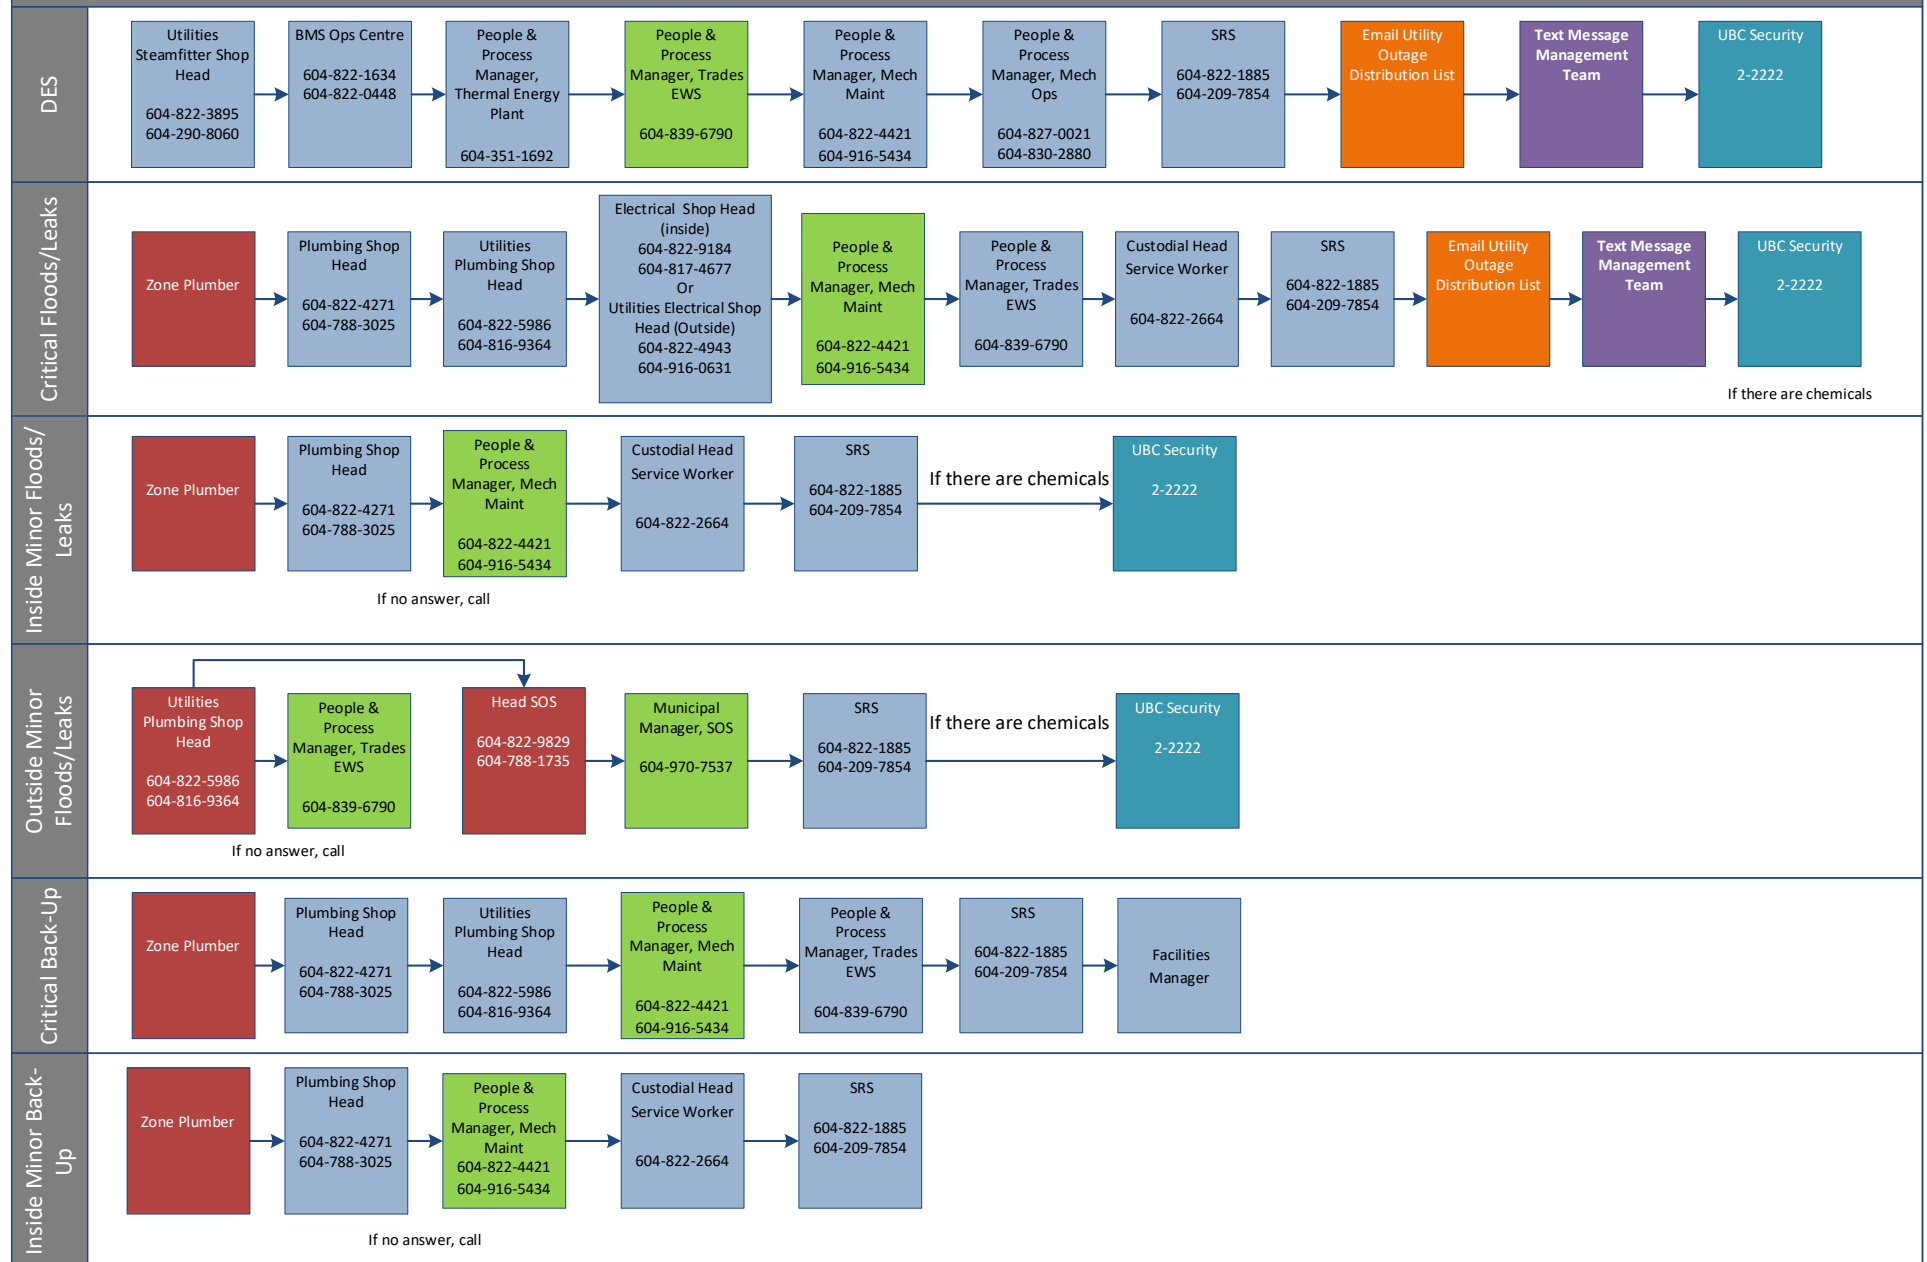 DES
Utilities
Steamfitter Shop
Head
604-822-3895
604-290-8060
BMS Ops Centre
604-822-1634
604-822-0448
People &
Process
Manager,
Thermal Energy
Plant
604-351-1692
People &
Process
Manager, Trades
EWS
604-839-6790
People &
Process
Manager, Mech
Maint
604-822-4421
604-916-5434
People &
Process
Manager, Mech
Ops
604-827-0021
604-830-2880
SRS
604-822-1885
604-209-7854
Email Utility
Outage
Distribution List
Text Message
Management
Team
UBC Security
2-2222
Critical Floods/Leaks
Zone Plumber
Plumbing Shop
Head
604-822-4271
604-788-3025
Utilities
Plumbing Shop
Head
604-822-5986
604-816-9364
Electrical Shop Head
(inside)
604-822-9184
604-817-4677
Or
Utilities Electrical Shop
Head (Outside)
604-822-4943
604-916-0631
People &
Process
Manager, Mech
Maint
604-822-4421
604-916-5434
People &
Process
Manager, Trades
EWS
604-839-6790
Custodial Head
Service Worker
604-822-2664
SRS
604-822-1885
604-209-7854
Email Utility
Outage
Distribution List
Text Message
Management
Team
UBC Security
2-2222
If there are chemicals
Inside Minor Floods/
Leaks
Zone Plumber
Plumbing Shop
Head
604-822-4271
604-788-3025
People &
Process
Manager, Mech
Maint
604-822-4421
604-916-5434
Custodial Head
Service Worker
604-822-2664
SRS
604-822-1885
604-209-7854
If there are chemicals
UBC Security
2-2222
If no answer, call
Outside Minor
Floods/Leaks
Utilities
Plumbing Shop
Head
604-822-5986
604-816-9364
People &
Process
Manager, Trades
EWS
604-839-6790
Head SOS
604-822-9829
604-788-1735
Municipal
Manager, SOS
604-970-7537
SRS
604-822-1885
604-209-7854
If there are chemicals
UBC Security
2-2222
If no answer, call
Critical Back-Up
Zone Plumber
Plumbing Shop
Head
604-822-4271
604-788-3025
Utilities
Plumbing Shop
Head
604-822-5986
604-816-9364
People &
Process
Manager, Mech
Maint
604-822-4421
604-916-5434
People &
Process
Manager, Trades
EWS
604-839-6790
SRS
604-822-1885
604-209-7854
Facilities
Manager
Inside Minor Back-
Up
Zone Plumber
Plumbing Shop
Head
604-822-4271
604-788-3025
People &
Process
Manager, Mech
Maint
604-822-4421
604-916-5434
Custodial Head
Service Worker
604-822-2664
SRS
604-822-1885
604-209-7854
If no answer, call